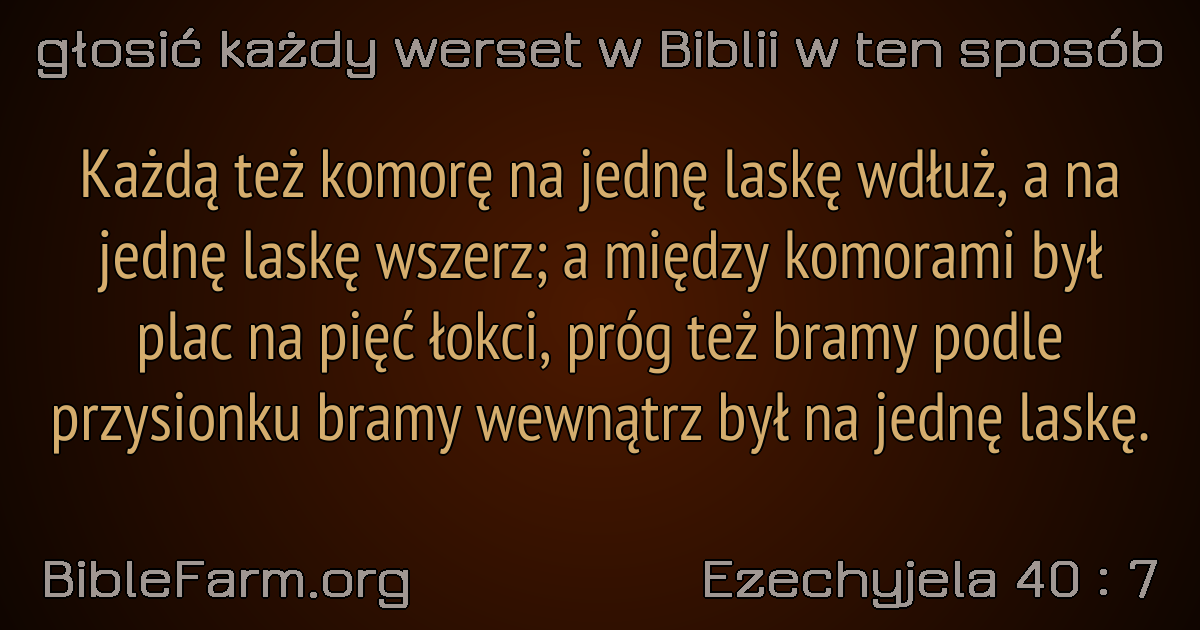 głosić każdy werset w Biblii w ten sposób
Każdą też komorę na jednę laskę wdłuż, a na
jednę laskę wszerz; a między komorami był
plac na pięć łokci, próg też bramy podle
przysionku bramy wewnątrz był na jednę laskę.
BibleFarm.org
Ezechyjela 40 : 7